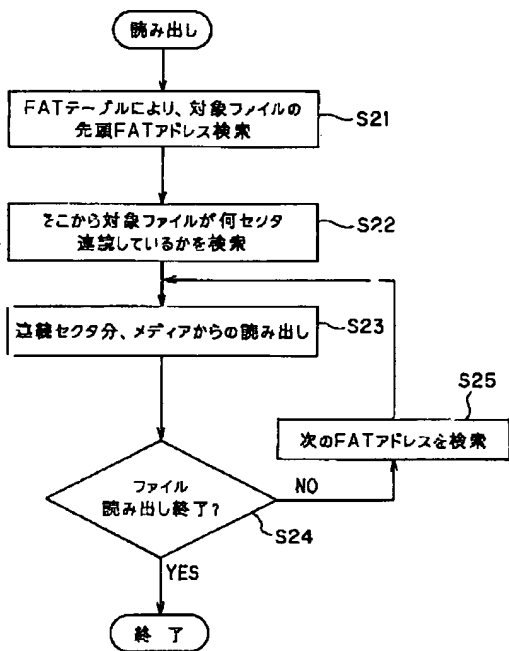 読み出し
FATテーブルにより、対象ファイルの
先頭FATアドレス検索
S21
そこから対象ファイルが何セクタ
連続しているかを検索
S22
連続セクタ分、メディアからの読み出し
S23
S25
次のFATアドレスを検索
ファイル
読み出し終了?
NO
S24
YES
終了